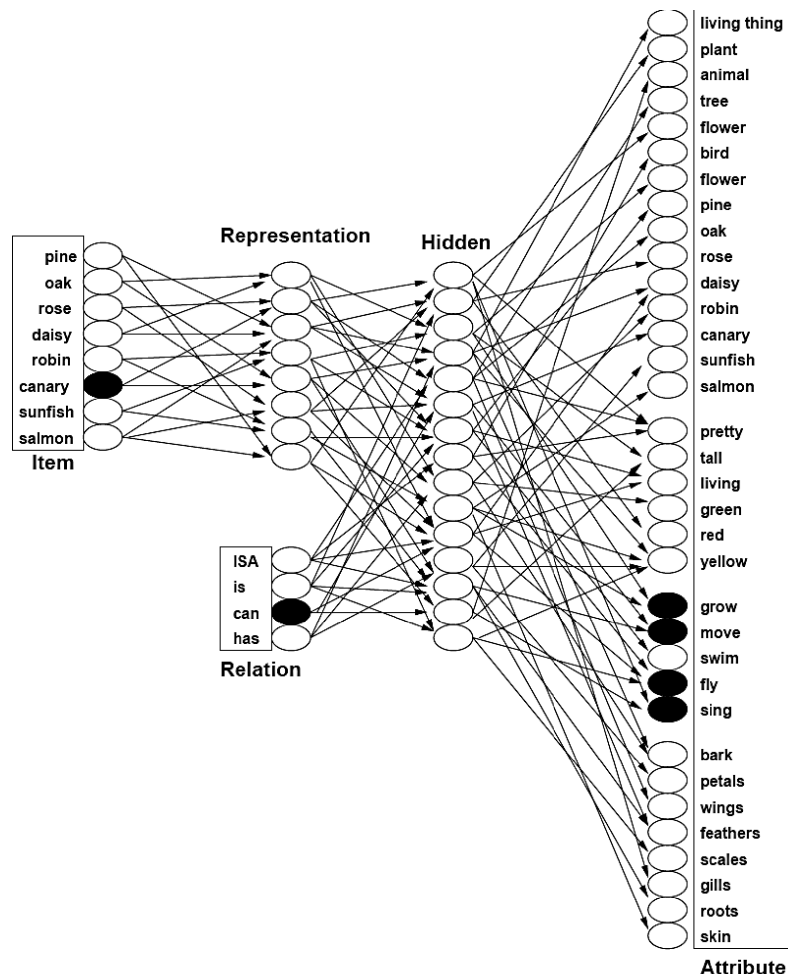 living thing
plant
animal
tree
flower
bird
flower
pine
oak
rose
daisy
robin
canary
sunfish
salmon
pretty
tall
living
green
red
yellow
grow
move
swim
fly
sing
bark
petals
wings
feathers
scales
gills
roots
skin
Attribute
Representation
Hidden
pine
oak
rose
daisy
robin
canary
sunfish
salmon
Item
ISA
is
can
has
Relation